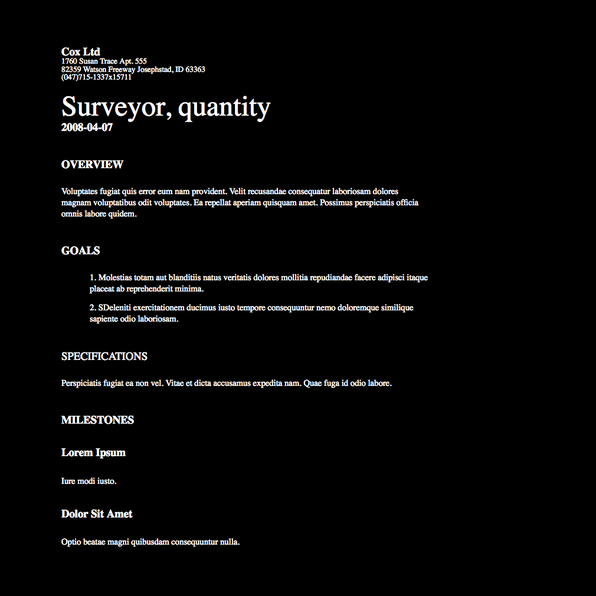 Cox Ltd
1760 Susan Trace Apt. 555
82359 Watson Freeway Josephstad, ID 63363
(047)715-1337x15711
Surveyor, quantity
2008-04-07
OVERVIEW
Voluptates fugiat quis error eum nam provident. Velit recusandae consequatur laboriosam dolores
magnam voluptatibus odit voluptates. Ea repellat aperiam quisquam amet. Possimus perspiciatis officia
omnis labore quidem.
GOALS
1. Molestias totam aut blanditiis natus veritatis dolores mollitia repudiandae facere adipisci itaque
placeat ab reprehenderit minima.
2. SDeleniti exercitationem ducimus iusto tempore consequuntur nemo doloremque similique
sapiente odio laboriosam.
SPECIFICATIONS
Perspiciatis fugiat ea non vel. Vitae et dicta accusamus expedita nam. Quae fuga id odio labore.
MILESTONES
Lorem Ipsum
Iure modi iusto.
Dolor Sit Amet
Optio beatae magni quibusdam consequuntur nulla.